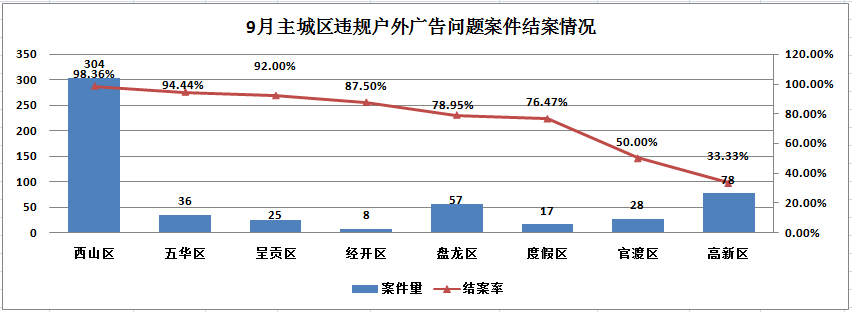 9月主城区违规户外广告问题案件结案情况
350 120.00%
300 100.00%
250 80.00%
200 60.00%
150 40.00%
100 20.00%
50 0.00%
0
304
98.36% 94.44% 92.00% 87.50% 78.95% 76.47% 50.00% 33.33%
36 25 8 57 17 28 78
西山区 五华区 呈贡区 经开区 盘龙区 度假区 官渡区 高新区
案件量 结案率